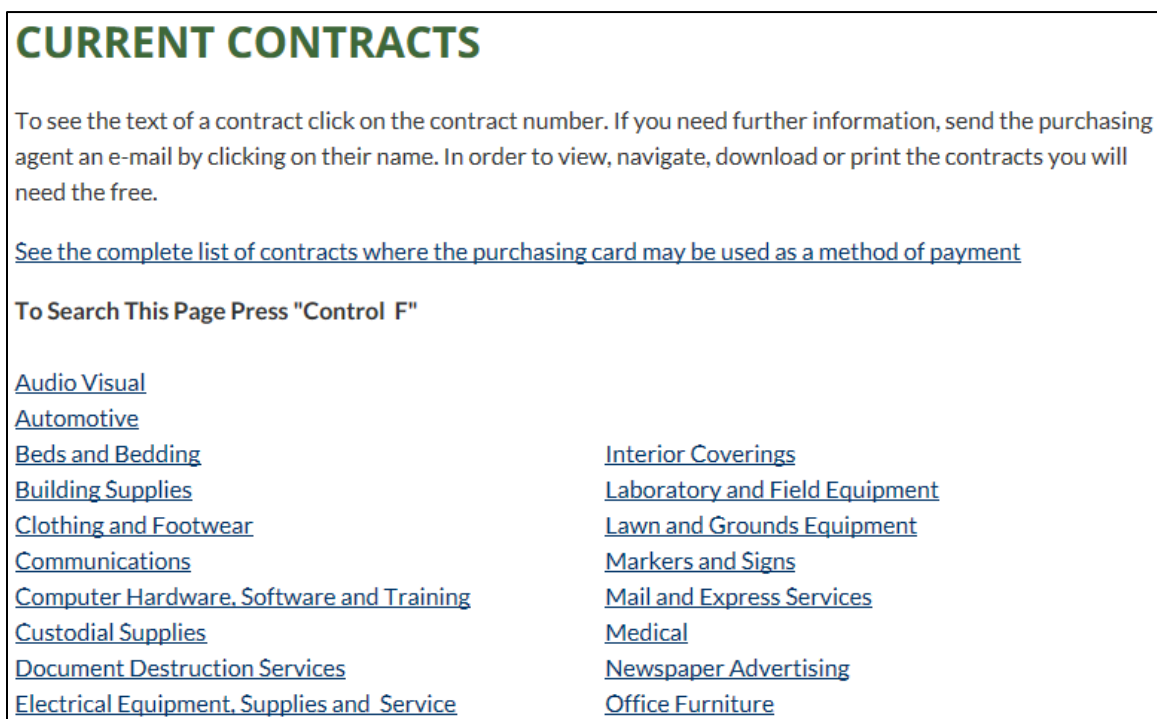 CURRENT CONTRACTS
To see the text of a contract click on the contract number. If you need further information, send the purchasing
agent an e-mail by clicking on their name. In order to view, navigate, download or print the contracts you will
need the free.
See the complete list of contracts where the purchasing card may be used as a method of payment
To Search This Page Press "Control  F"
Audio Visual
Automotive
Beds and Bedding
Building Supplies
Clothing and Footwear
Communications
Computer Hardware, Software and Training
Custodial Supplies
Document Destruction Services
Electrical Equipment, Supplies and  Service
Interior Coverings
Laboratory and Field Equipment
Lawn and Grounds Equipment
Markers and Signs
Mail and Express Services
Medical
Newspaper Advertising
Office Furniture